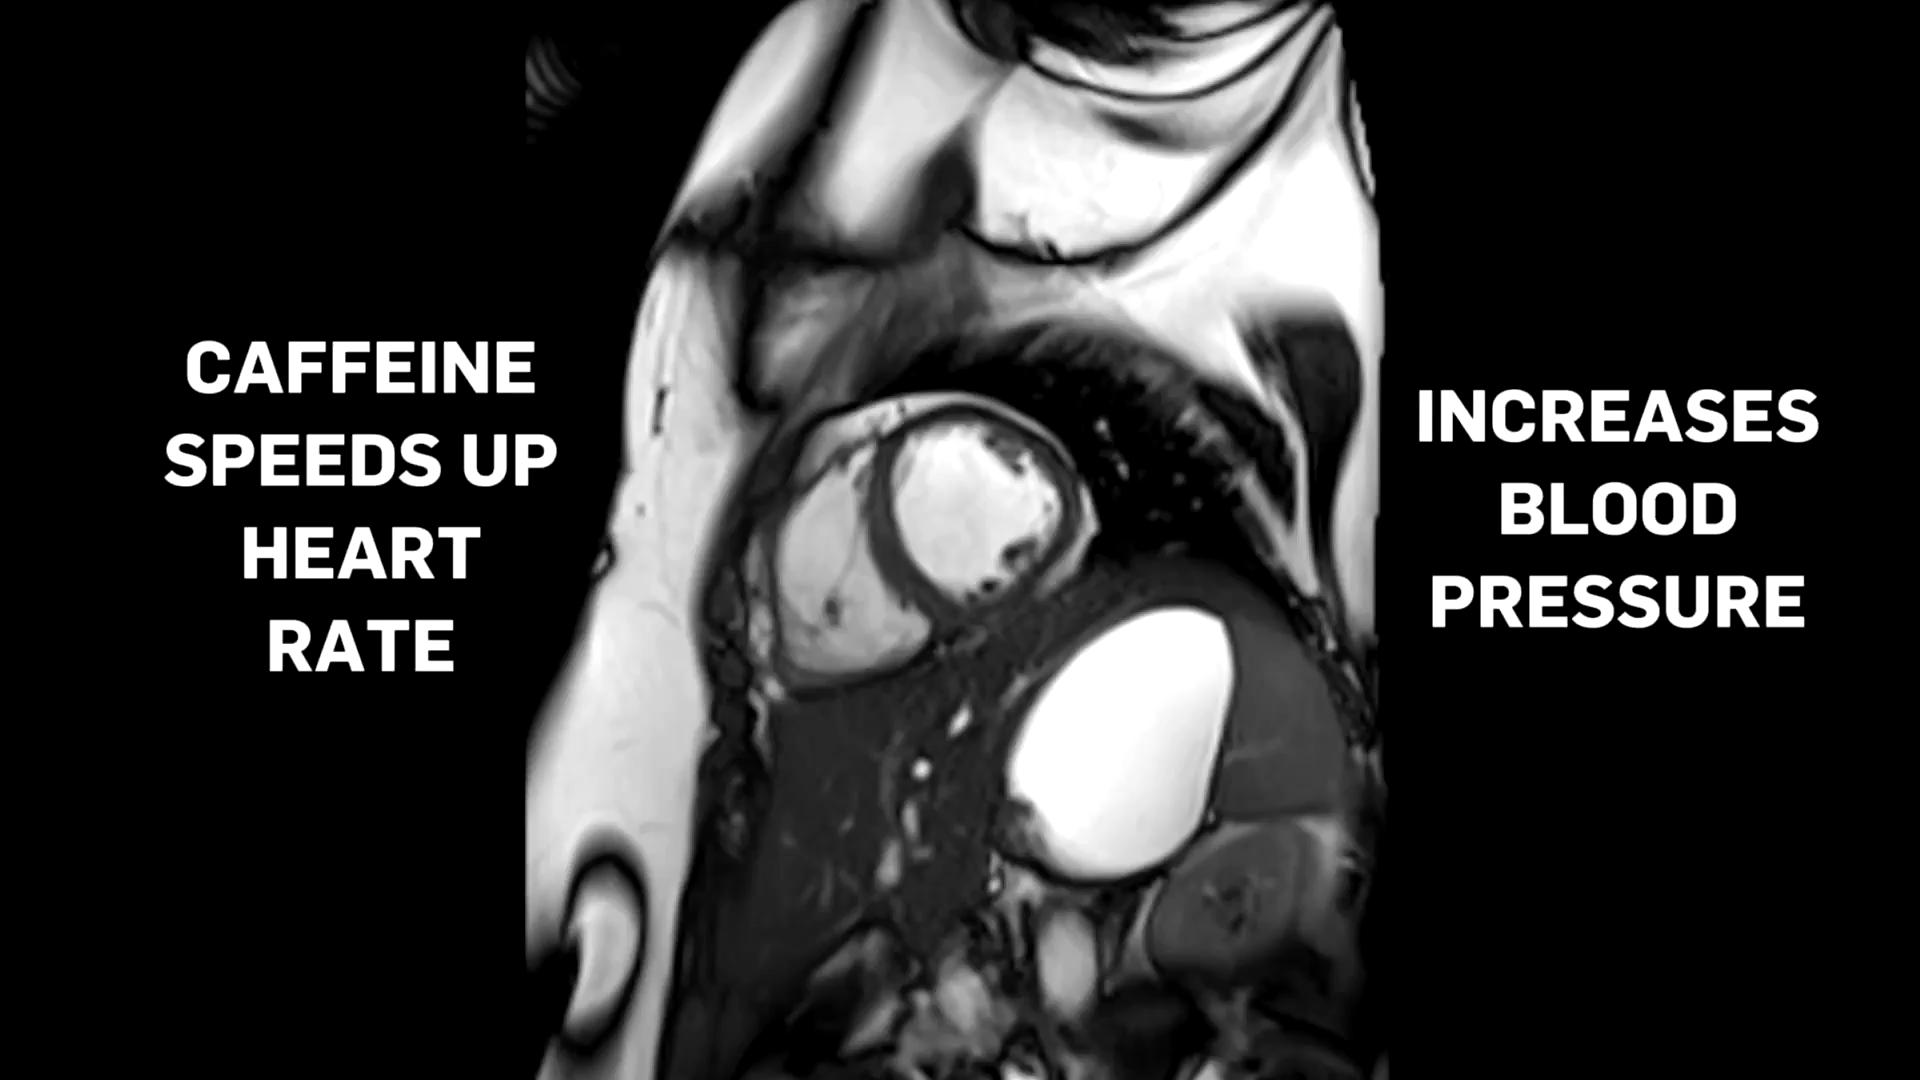 CAFFEINE
SPEEDS UP
HEART
RATE
INCREASES
BLOOD
PRESSURE